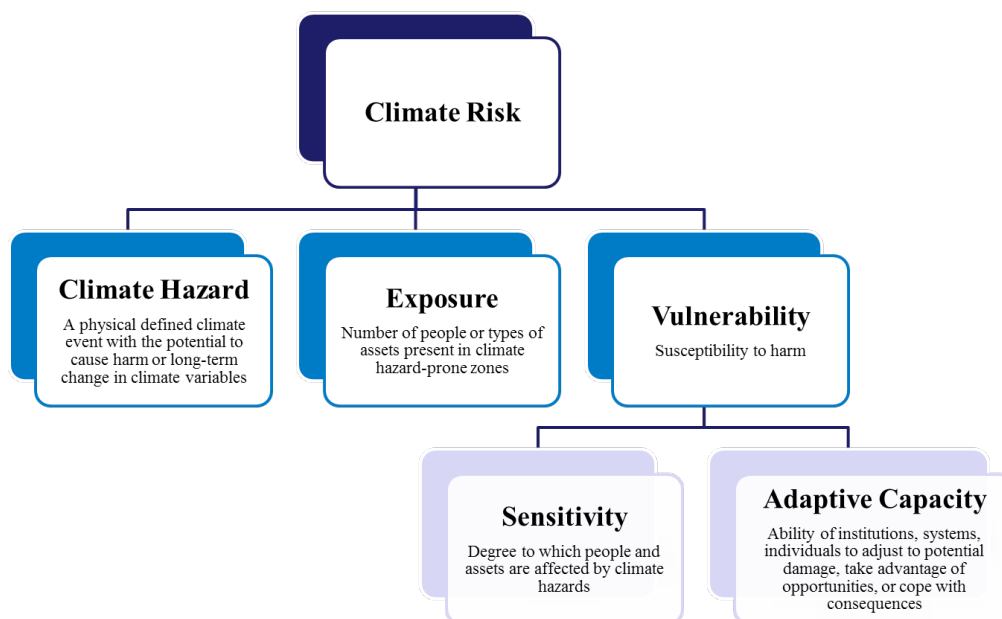 Climate Risk
Climate Hazard
A physical defined climate
event with the potential to
cause harm or long-term
change in climate variables
Exposure
Number of people or types of
assets present in climate
hazard-prone zones
Vulnerability
Susceptibility to harm
Sensitivity
Degree to which people and
assets are affected by climate
hazards
Adaptive Capacity
Ability of institutions, systems,
individuals to adjust to potential
damage, take advantage of
opportunities, or cope with
consequences